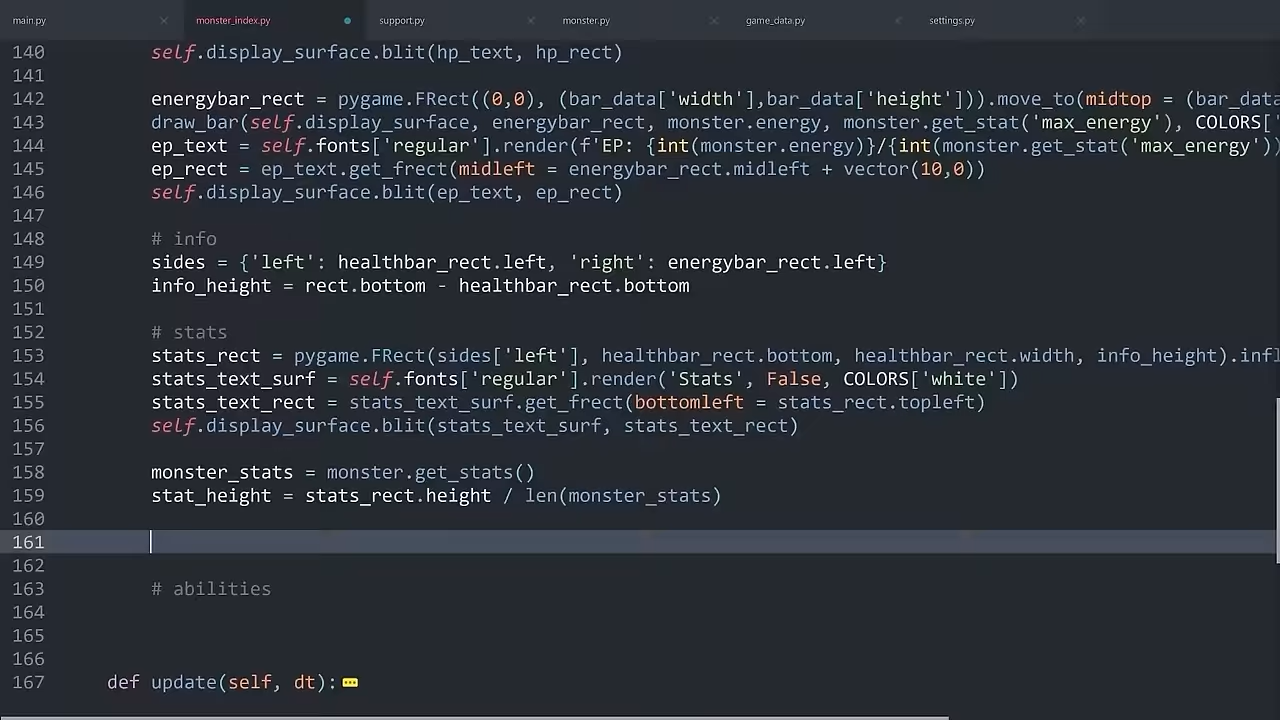 main.py monster_index.py support.py monster.py game_data.py settings.py
140 self.display_surface.blit(hp_text, hp_rect)
141
142 energybar_rect = pygame.FRect((0,0), (bar_data['width'],bar_data['height'])).move_to(midtop = (bar_data
143 draw_bar(self.display_surface, energybar_rect, monster.energy, monster.get_stat('max_energy'), COLORS['
144 ep_text = self.fonts['regular'].render(f'EP: {int(monster.energy)}/{int(monster.get_stat('max_energy'))
145 ep_rect = ep_text.get_frect(midleft = energybar_rect.midleft + vector(10,0))
146 self.display_surface.blit(ep_text, ep_rect)
147
148 # info
149 sides = {'left': healthbar_rect.left, 'right': energybar_rect.left}
150 info_height = rect.bottom - healthbar_rect.bottom
151
152 # stats
153 stats_rect = pygame.FRect(sides['left'], healthbar_rect.bottom, healthbar_rect.width, info_height).infl
154 stats_text_surf = self.fonts['regular'].render('Stats', False, COLORS['white'])
155 stats_text_rect = stats_text_surf.get_frect(bottomleft = stats_rect.topleft)
156 self.display_surface.blit(stats_text_surf, stats_text_rect)
157
158 monster_stats = monster.get_stats()
159 stat_height = stats_rect.height / len(monster_stats)
160
161
162
163 # abilities
164
165
166
167 def update(self, dt):